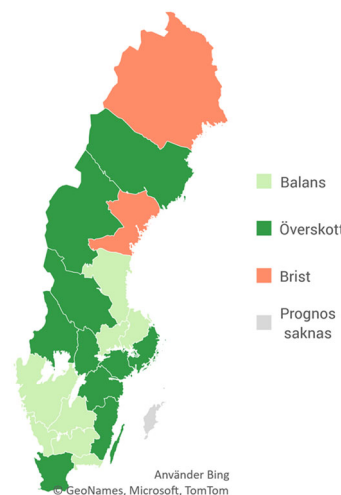 Balans
Överskott
Brist
Prognos
saknas
Använder Bing
© GeoNames, Microsoft, TomTom